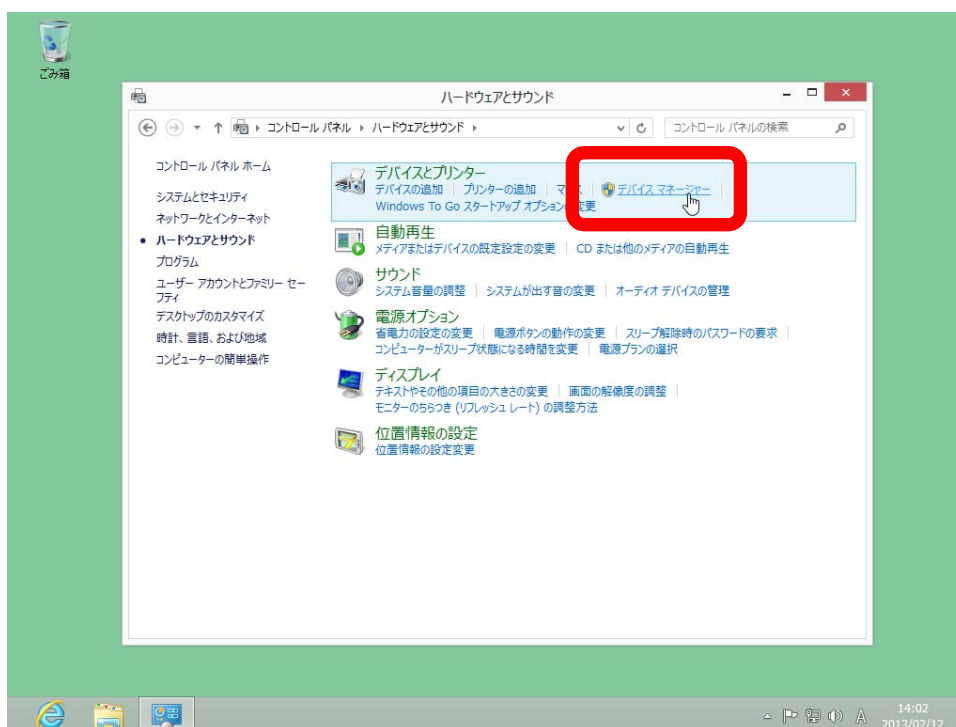 ごみ箱
ハードウェアとサウンド
コントロール パネル ▸ ハードウェアとサウンド ▸
コントロール パネルの検索
コントロール パネル ホーム
システムとセキュリティ
ネットワークとインターネット
ハードウェアとサウンド
プログラム
ユーザー アカウントとファミリー セー
フティ
デスクトップのカスタマイズ
時計、言語、および地域
コンピューターの簡単操作
デバイスとプリンター
デバイスの追加 | プリンターの追加 | デバイス マネージャー
Windows To Go スタートアップ オプション 変更
自動再生
メディアまたはデバイスの既定設定の変更 | CD または他のメディアの自動再生
サウンド
システム音量の調整 | システムが出す音の変更 | オーディオ デバイスの管理
電源オプション
省電力の設定の変更 | 電源ボタンの動作の変更 | スリープ解除時のパスワードの要求
コンピューターがスリープ状態になる時間を変更 | 電源プランの選択
ディスプレイ
テキストやその他の項目の大きさの変更 | 画面の解像度の調整
モニターのちらつき (リフレッシュ レート) の調整方法
位置情報の設定
位置情報の設定変更
A
14:02
2013/02/12